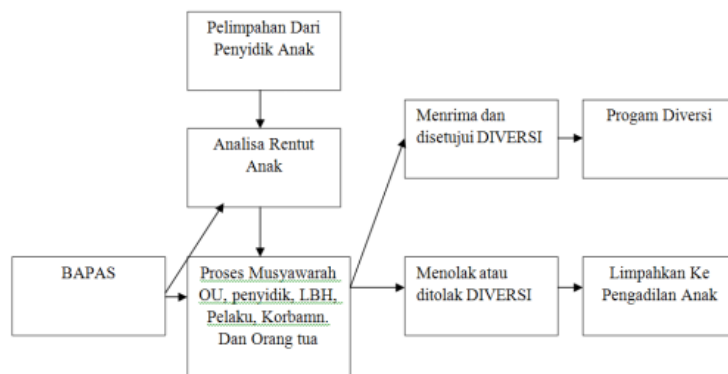 Pelimpahan Dari
Penyidik Anak
Analisa Rentut
Anak
Menrima dan
disetujui DIVERSI
Progam Diversi
BAPAS
Proses Musyawarah
OU, penyidik, LBH,
Pelaku, Korbamn.
Dan Orang tua
Menolak atau
ditolak DIVERSI
Limpahkan Ke
Pengadilan Anak